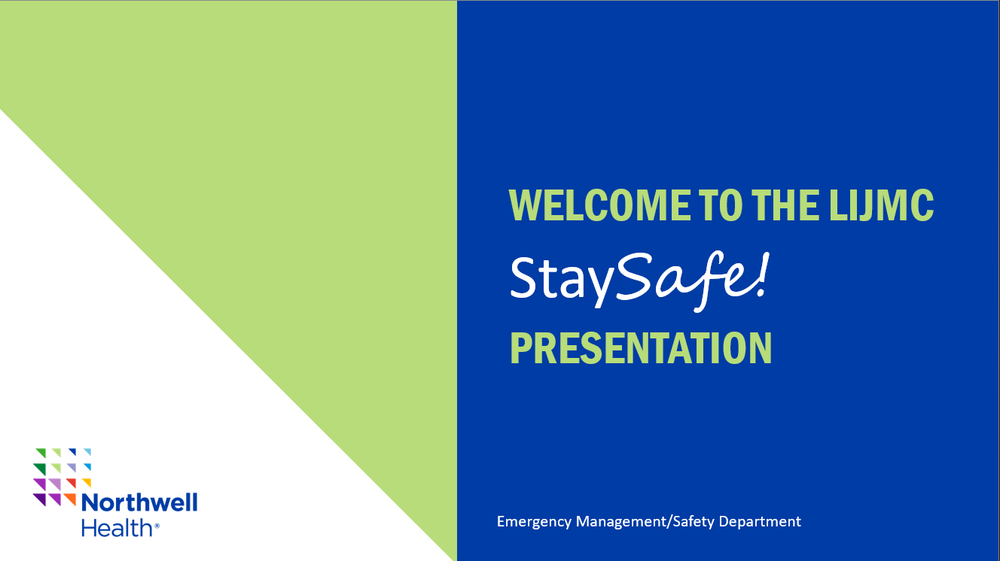 WELCOME TO THE LIJMC
StaySafe!
PRESENTATION
Northwell
Health®
Emergency Management/Safety Department